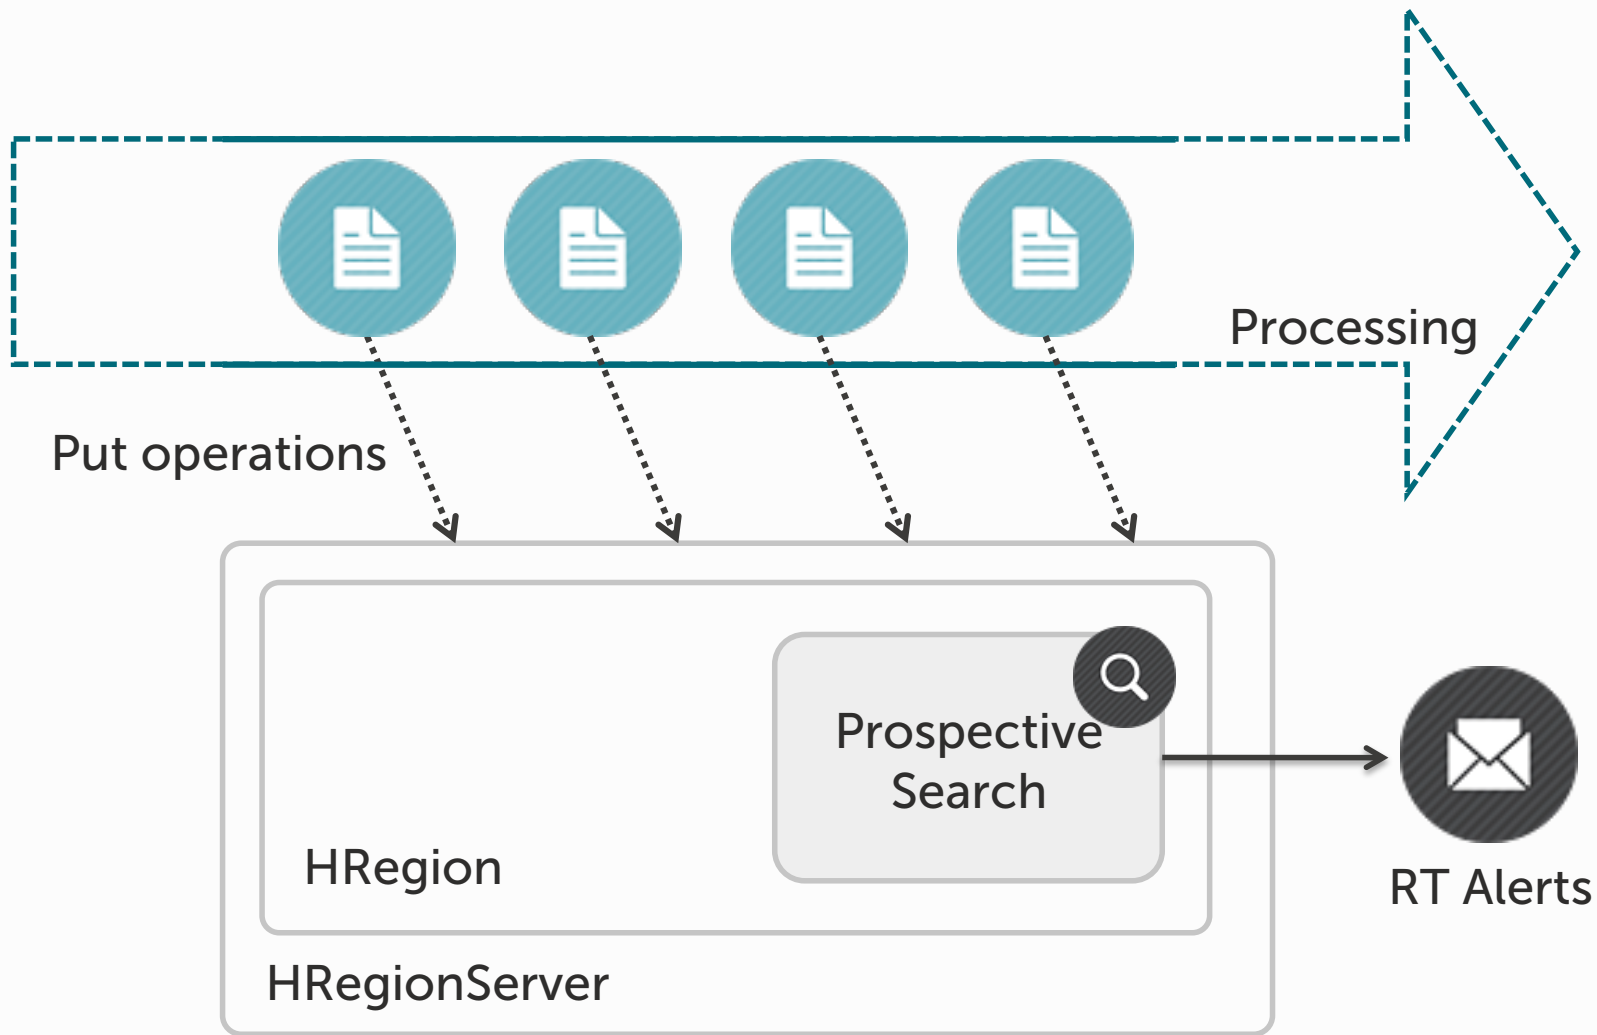 Processing
Put operations
Prospective
Search
HRegion
RT Alerts
HRegionServer